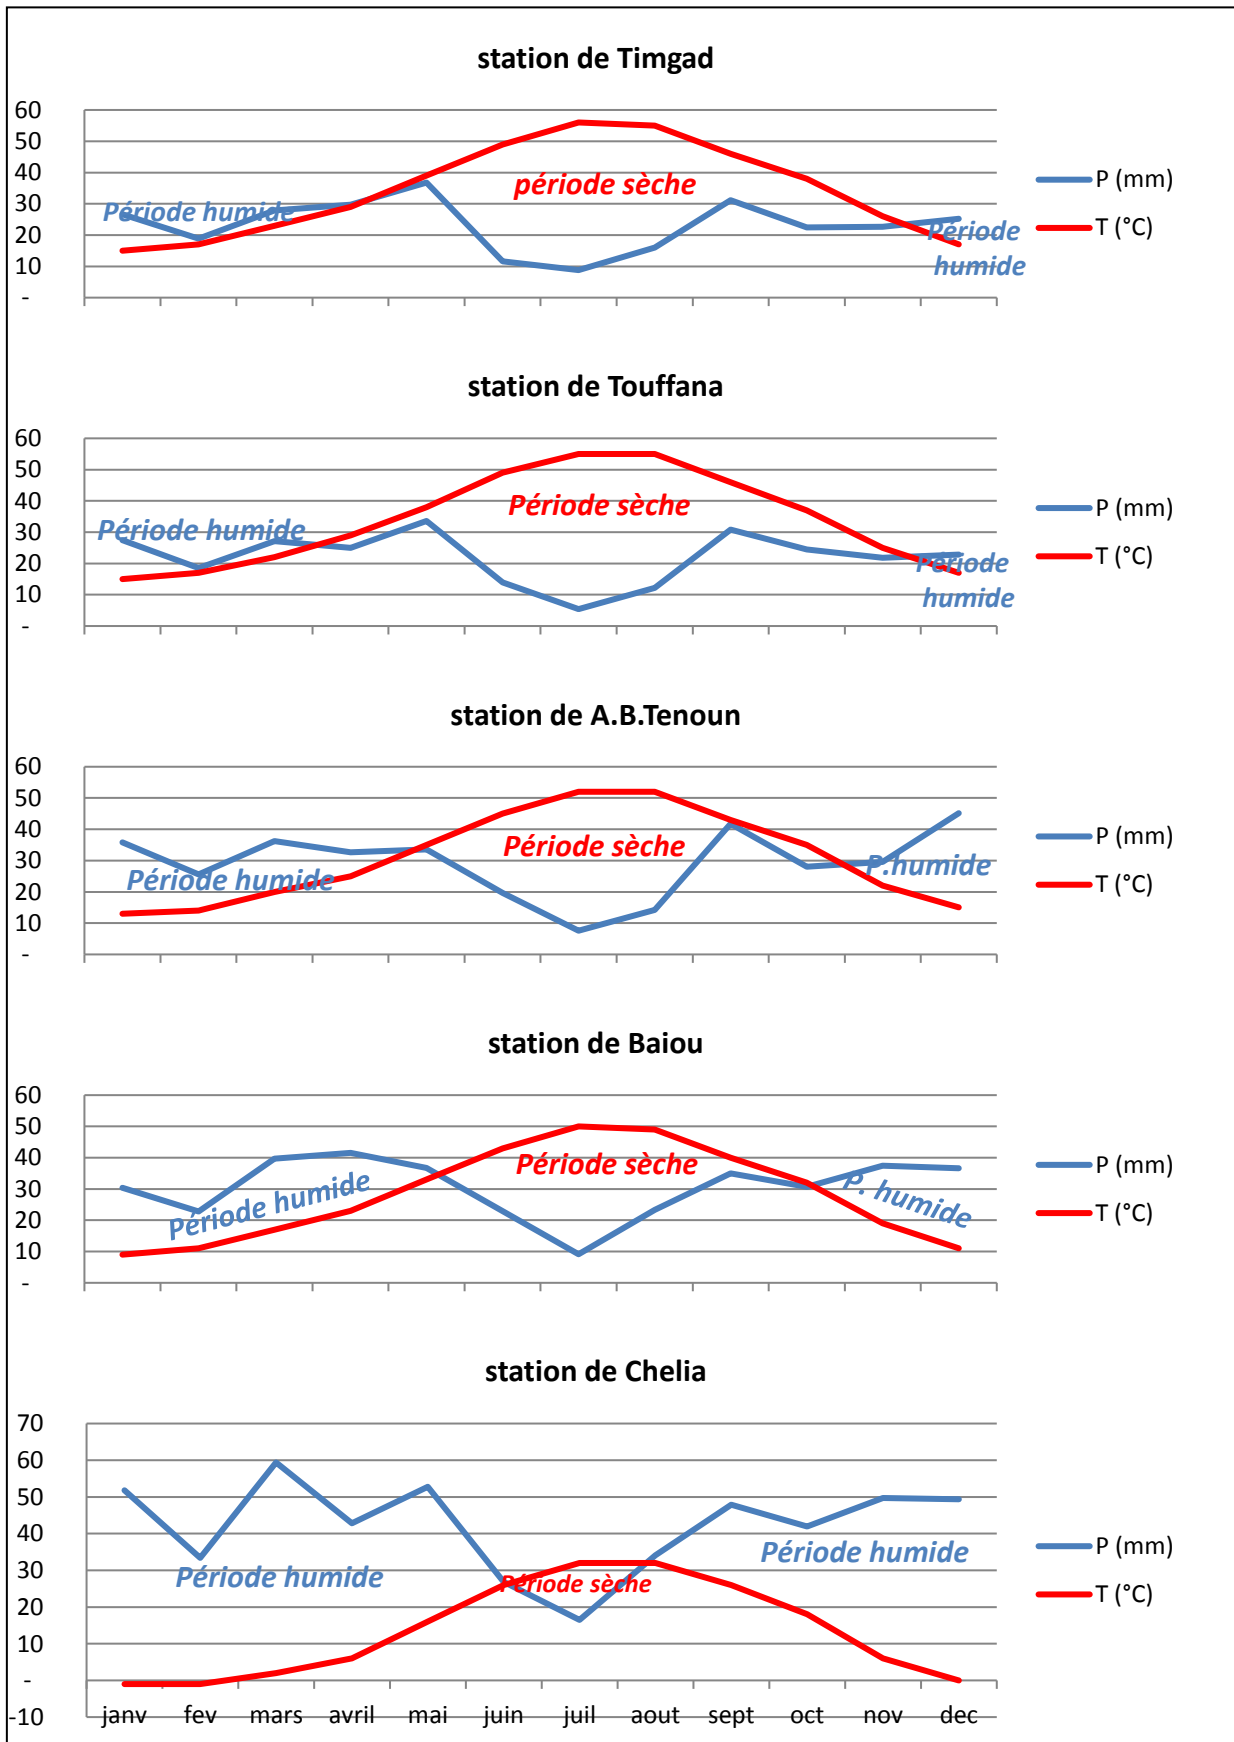 station de Timgad
60
50
40
30
20
10
-
Période humide
période sèche
Période
humide
P (mm)
T (°C)
station de Touffana
60
50
40
30
20
10
-
Période humide
Période sèche
Période
humide
P (mm)
T (°C)
station de A.B.Tenoun
60
50
40
30
20
10
-
Période humide
Période sèche
P.humide
P (mm)
T (°C)
station de Baiou
60
50
40
30
20
10
-
Période humide
Période sèche
P. humide
P (mm)
T (°C)
station de Chelia
70
60
50
40
30
20
10
-
-10
Période humide
Période sèche
Période humide
P (mm)
T (°C)
janv fev mars avril mai juin juil aout sept oct nov dec